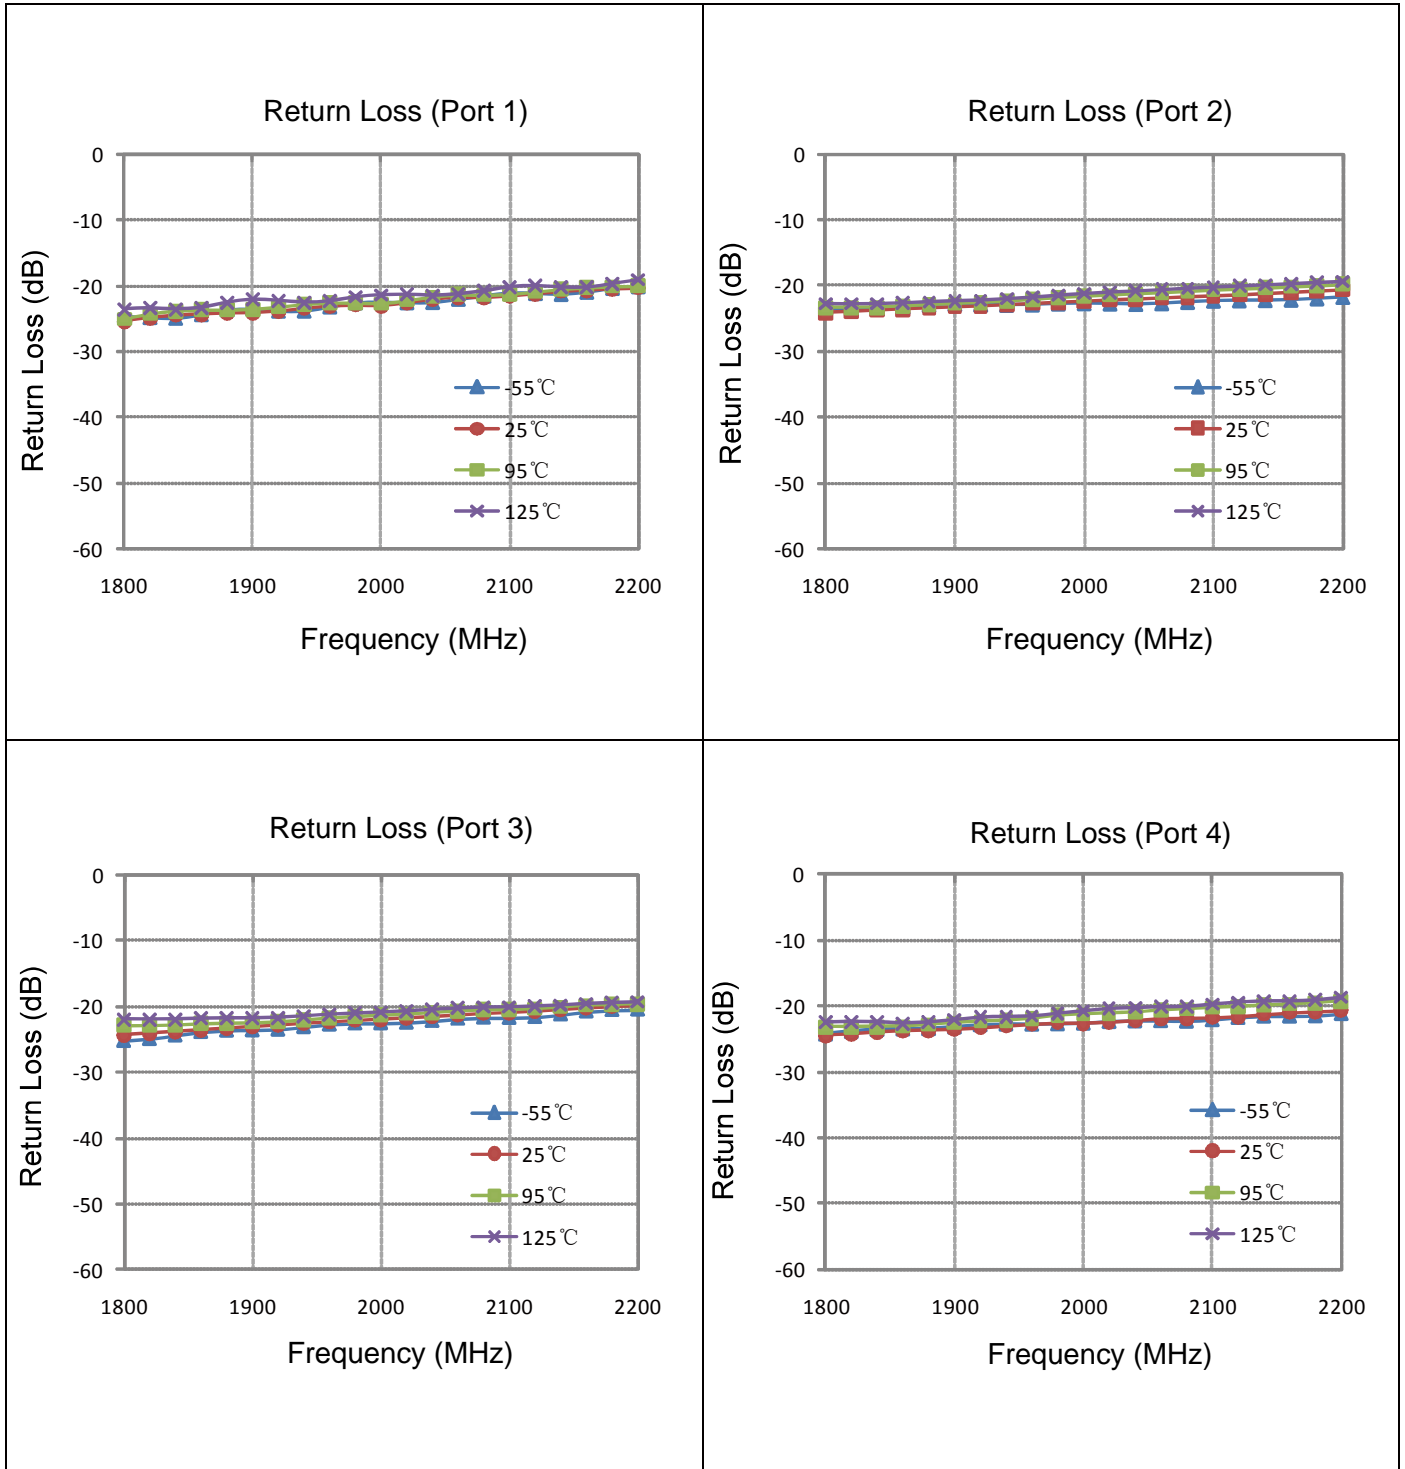 Return Loss (Port 1)
Return Loss (dB)
0
-10
-20
-30
-40
-50
-60
-55℃
25℃
95℃
125℃
1800 1900 2000 2100 2200
Frequency (MHz)
Return Loss (Port 2)
Return Loss (dB)
0
-10
-20
-30
-40
-50
-60
-55℃
25℃
95℃
125℃
1800 1900 2000 2100 2200
Frequency (MHz)
Return Loss (Port 3)
Return Loss (dB)
0
-10
-20
-30
-40
-50
-60
-55℃
25℃
95℃
125℃
1800 1900 2000 2100 2200
Frequency (MHz)
Return Loss (Port 4)
Return Loss (dB)
0
-10
-20
-30
-40
-50
-60
-55℃
25℃
95℃
125℃
1800 1900 2000 2100 2200
Frequency (MHz)